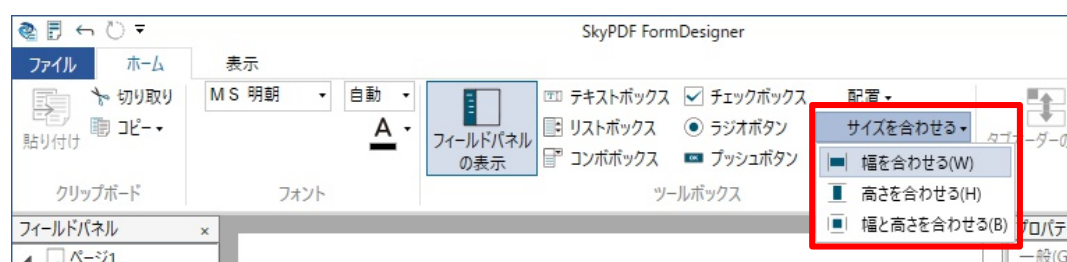 SkyPDF FormDesigner
ファイル ホーム 表示
切り取り
コピー
貼り付け
クリップボード
MS 明朝 自動
A
フォント
フィールドパネル
の表示
テキストボックス チェックボックス
リストボックス ラジオボタン
コンボボックス プッシュボタン
ツールボックス
配置
サイズを合わせる
幅を合わせる(W)
高さを合わせる(H)
幅と高さを合わせる(B)
フィールドパネル ×
ページ1